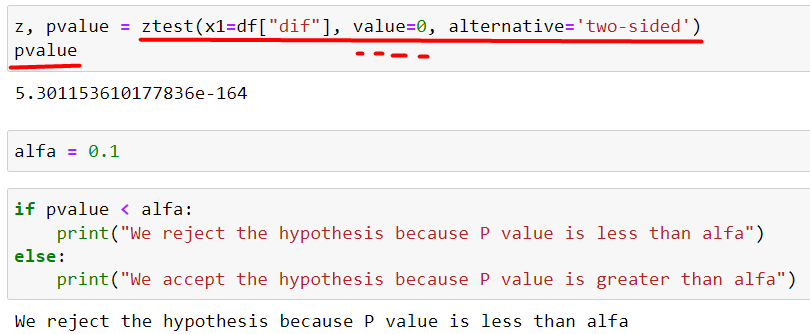 z, pvalue = ztest(x1=df["dif"], value=0, alternative='two-sided')
pvalue
5.301153610177836e-164
alfa = 0.1
if pvalue < alfa:
    print("We reject the hypothesis because P value is less than alfa")
else:
    print("We accept the hypothesis because P value is greater than alfa")
We reject the hypothesis because P value is less than alfa